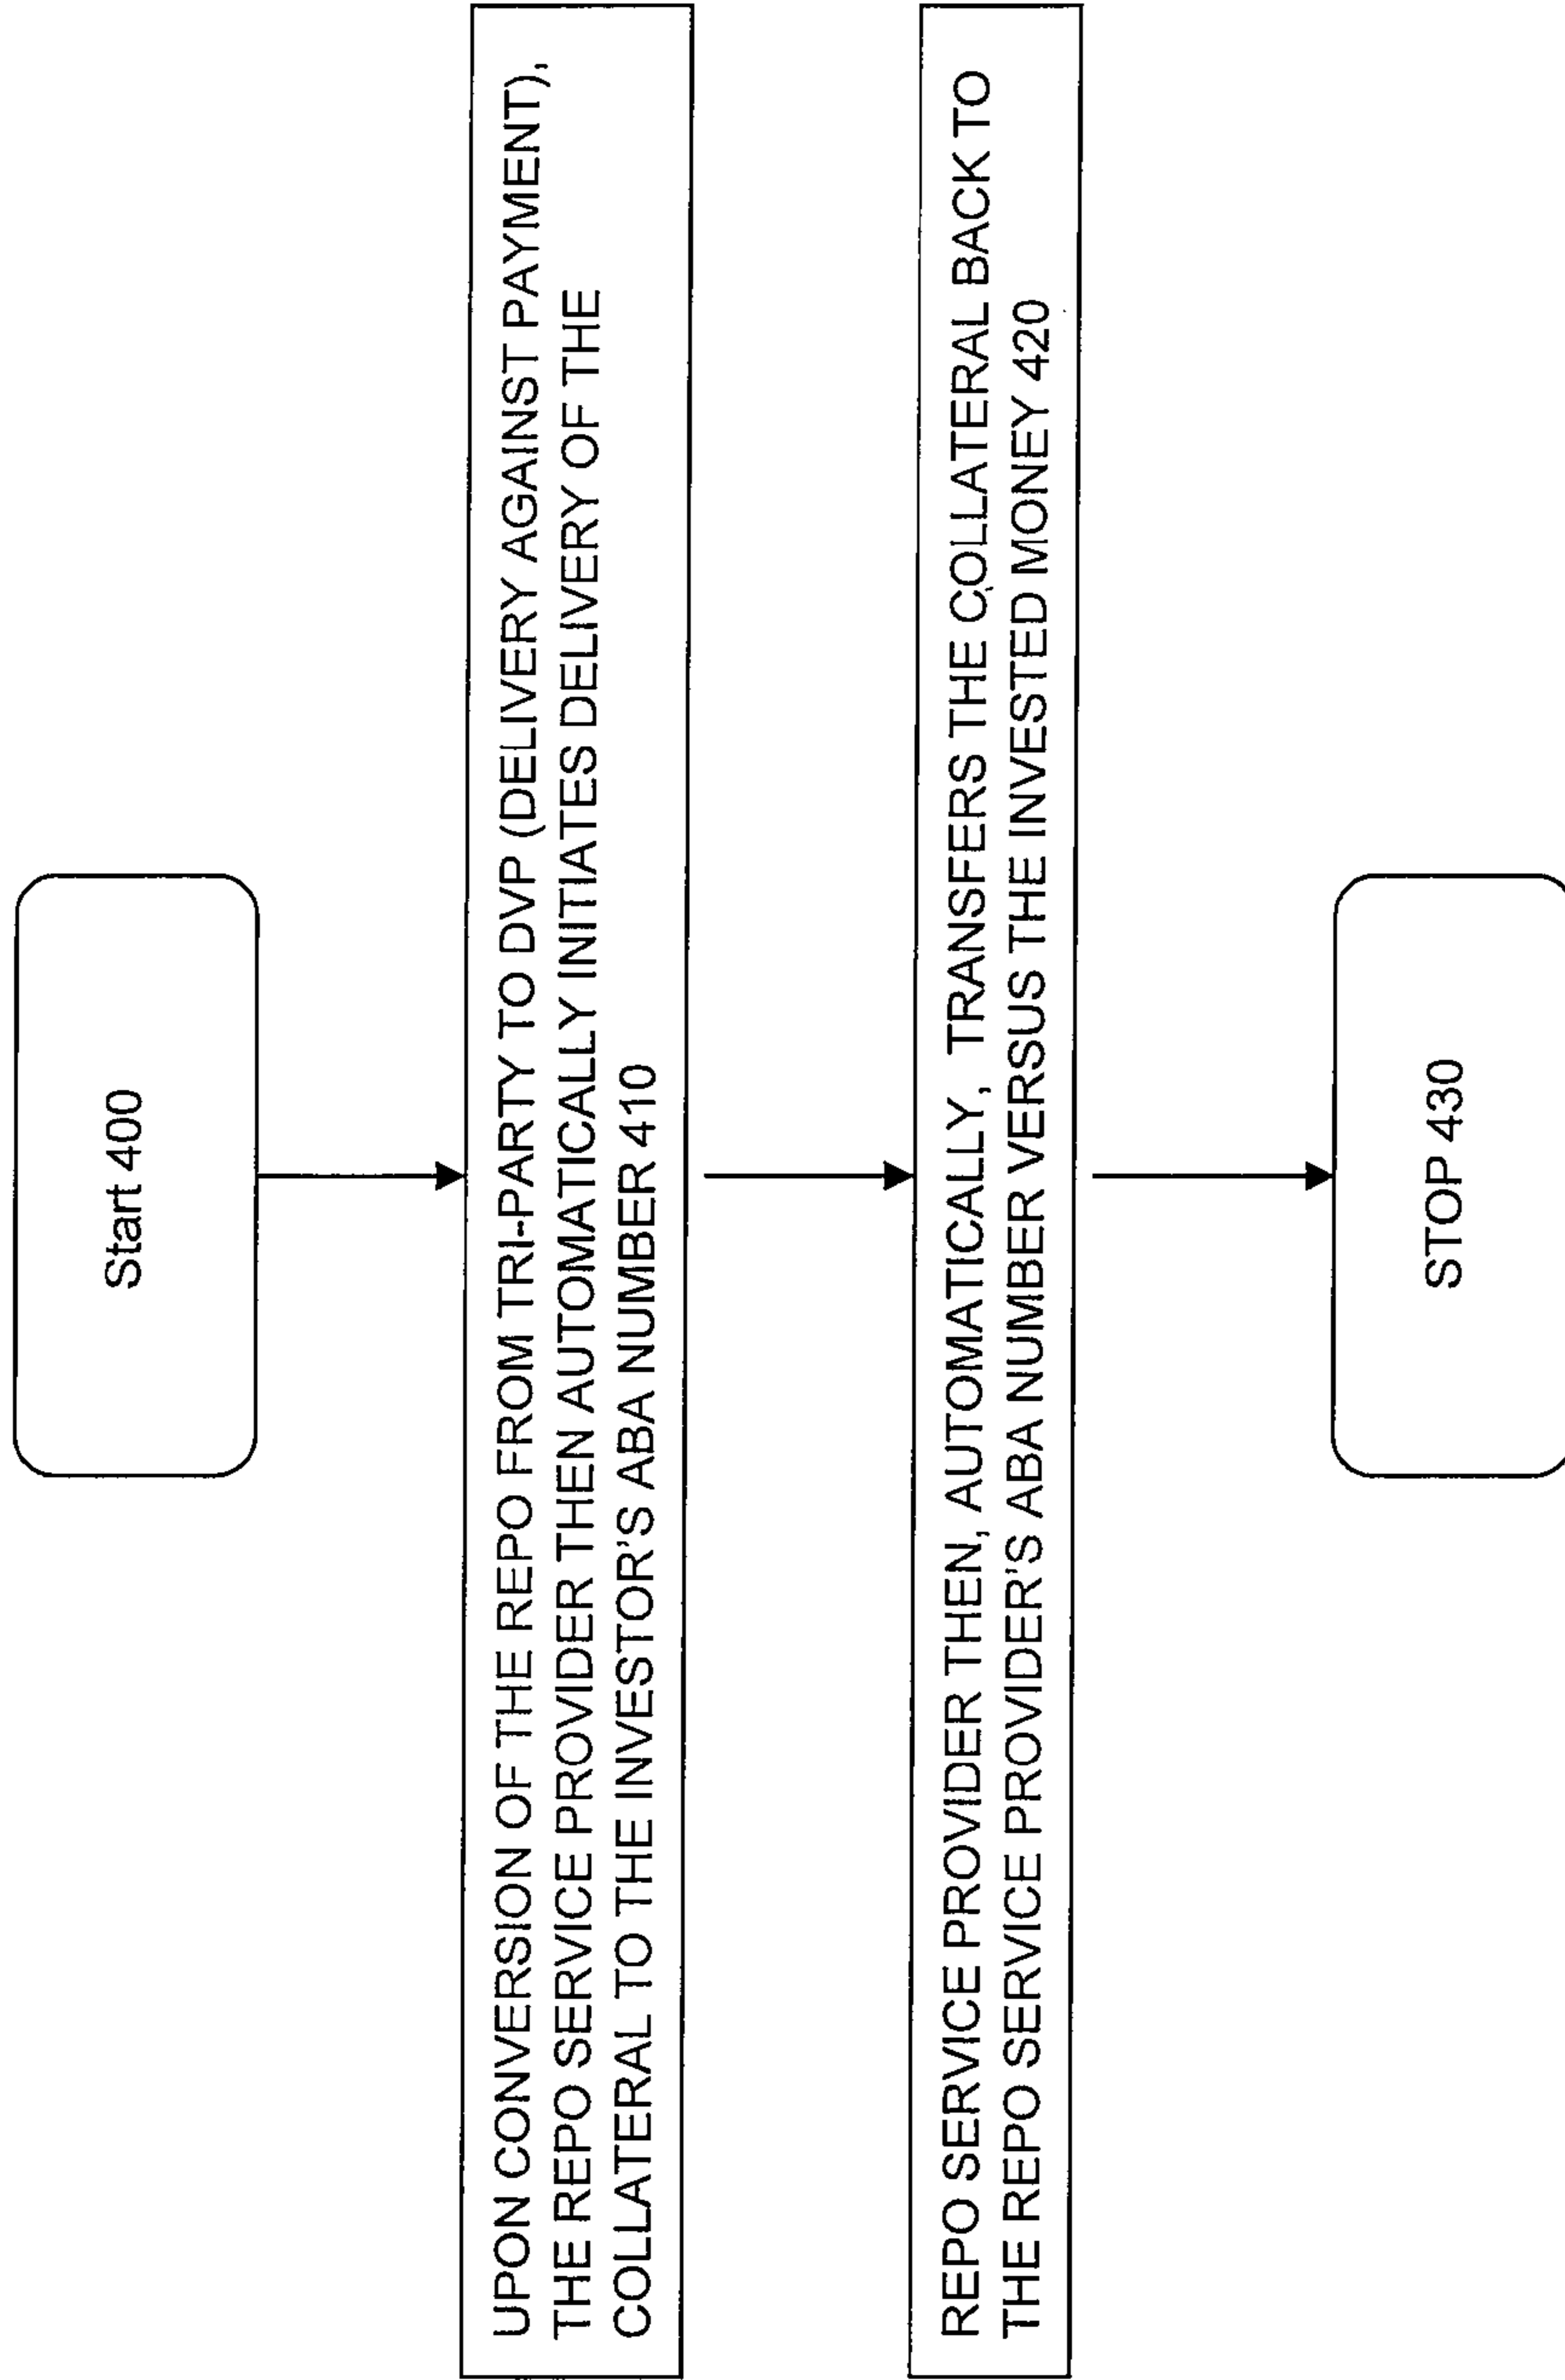 Start 400
UPON CONVERSION OF THE REPO FROM TRI-PARTY TO DVP (DELIVERY AGAINST PAYMENT),
THE REPO SERVICE PROVIDER THEN AUTOMATICALLY INITIATES DELIVERY OF THE
COLLATERAL TO THE INVESTOR'S ABA NUMBER 410
REPO SERVICE PROVIDER THEN, AUTOMATICALLY, TRANSFERS THE COLLATERAL BACK TO
THE REPO SERVICE PROVIDER'S ABA NUMBER VERSUS THE INVESTED MONEY 420
STOP 430